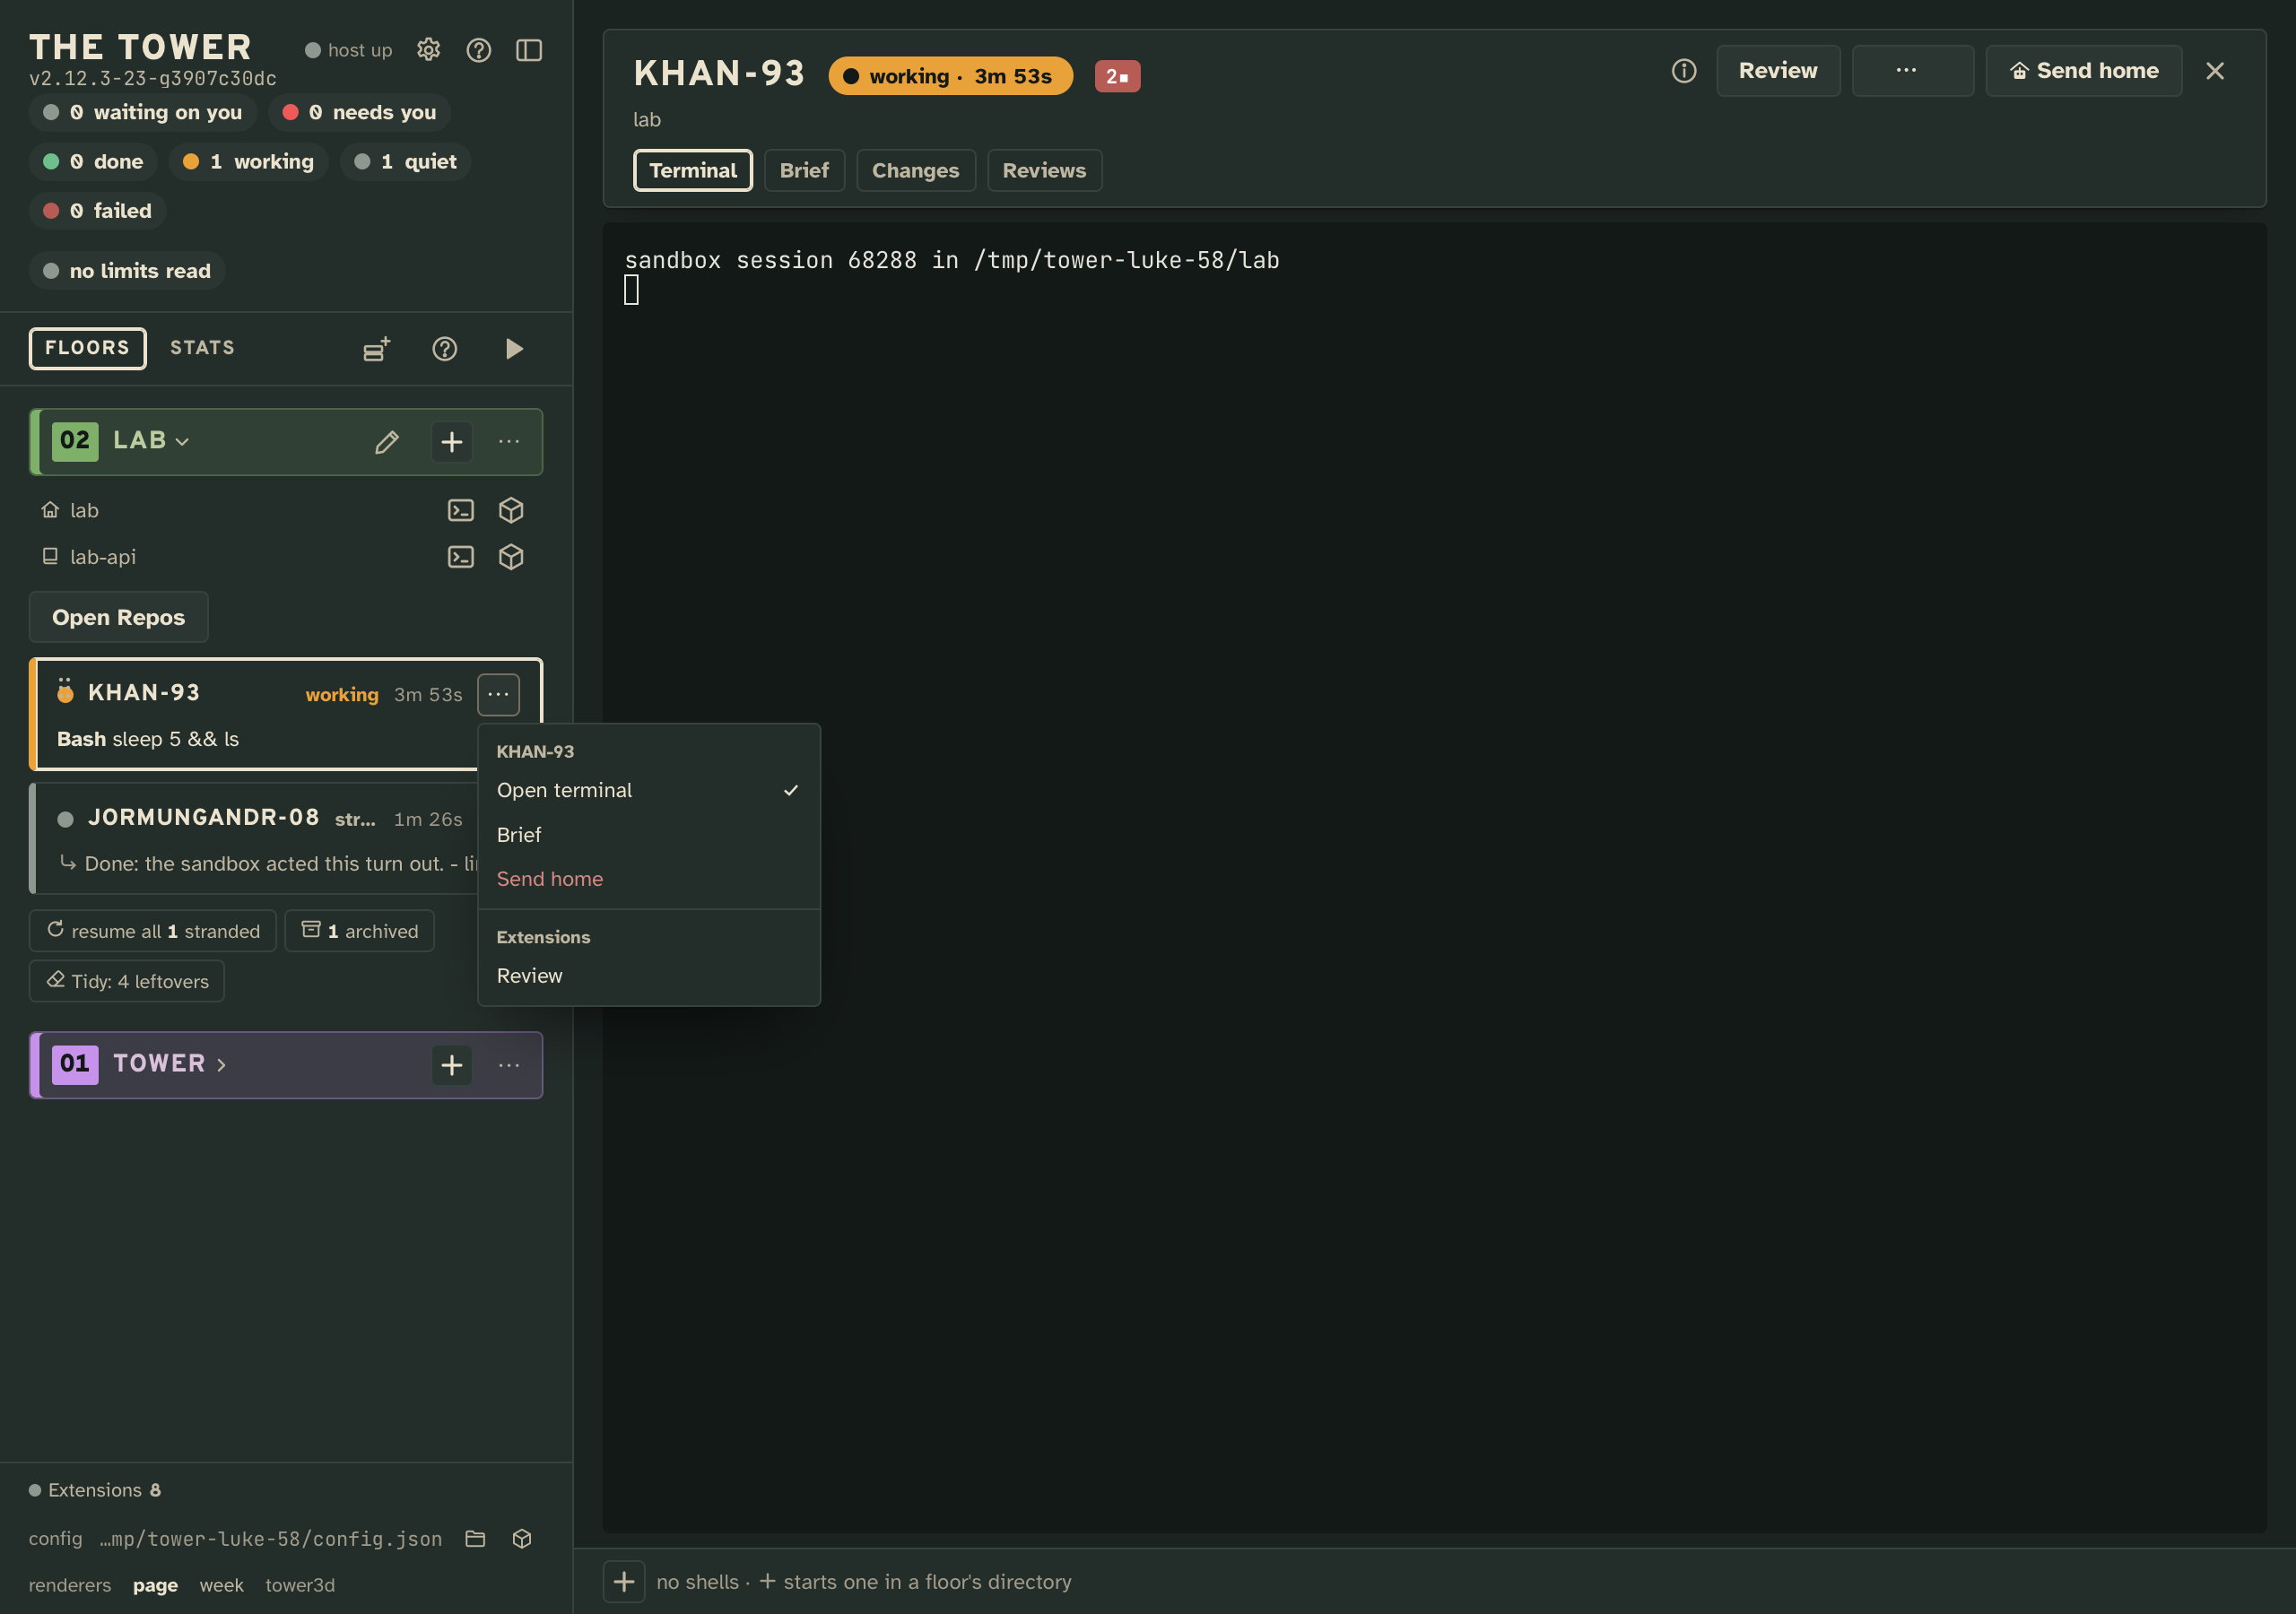 THE TOWER
host up
v2.12.3-23-g3907c30dc
0 waiting on you
0 needs you
0 done
1 working
1 quiet
0 failed
no limits read
FLOORS
STATS
02 LAB
···
lab
lab-api
Open Repos
KHAN-93
working 3m 53s
···
Bash sleep 5 && ls
JORMUNGANDR-08
str... 1m 26s
Done: the sandbox acted this turn out. - li
resume all 1 stranded
1 archived
Tidy: 4 leftovers
01 TOWER
···
Extensions 8
config …mp/tower-luke-58/config.json
renderers page week tower3d
KHAN-93
Open terminal
Brief
Send home
Extensions
Review
KHAN-93
working · 3m 53s
2
Review
···
Send home
lab
Terminal
Brief
Changes
Reviews
sandbox session 68288 in /tmp/tower-luke-58/lab
no shells · + starts one in a floor's directory